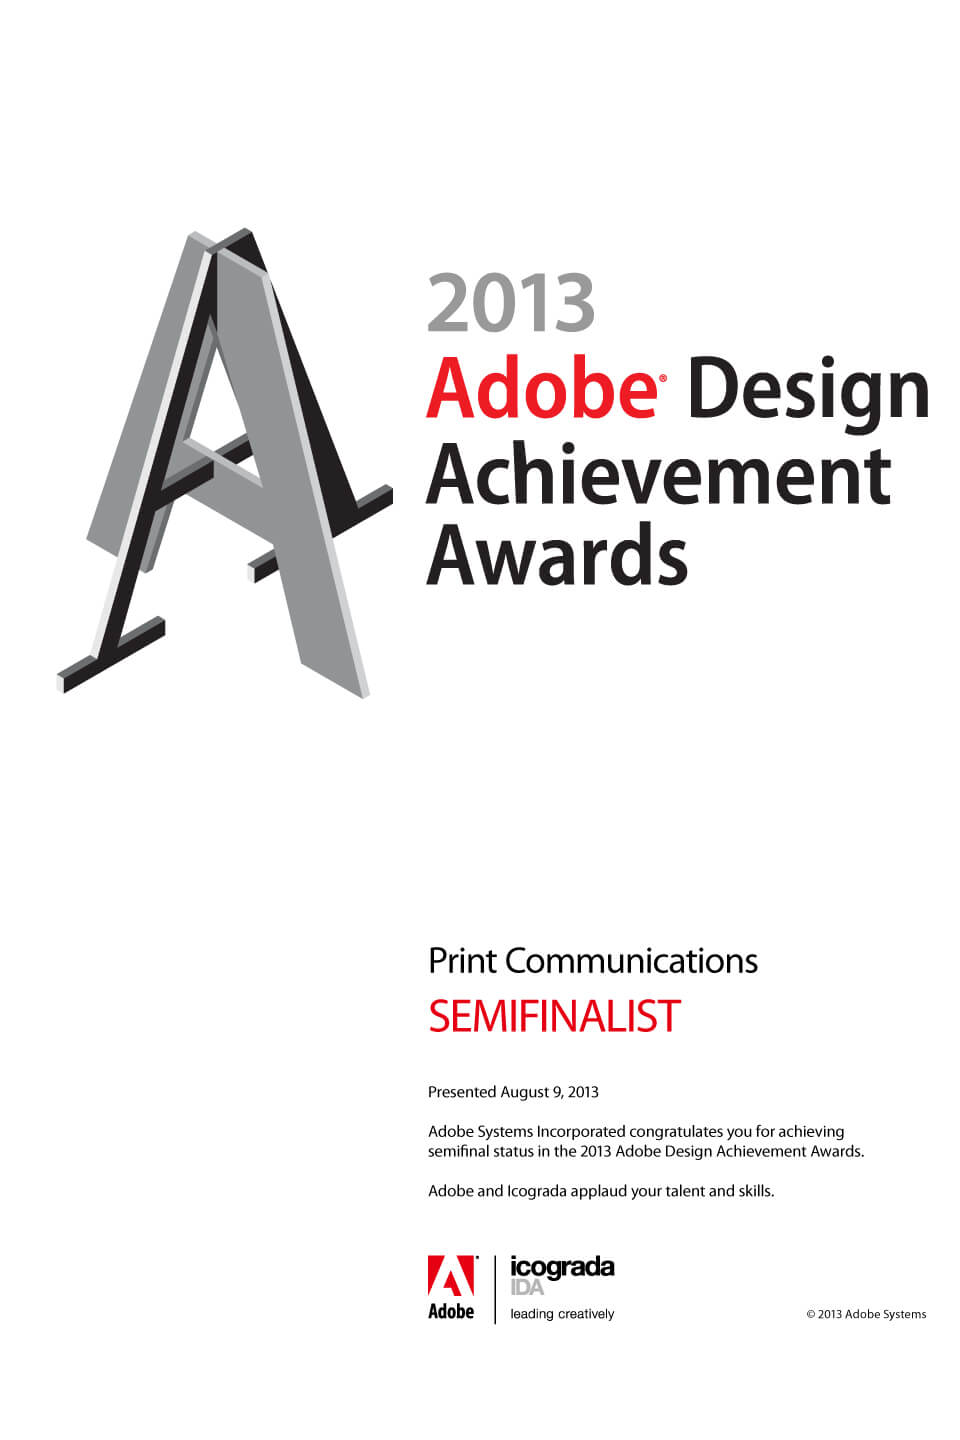 2013
Adobe® Design
Achievement
Awards
Print Communications
SEMIFINALIST
Presented August 9, 2013
Adobe Systems Incorporated congratulates you for achieving
semifinal status in the 2013 Adobe Design Achievement Awards.
Adobe and Icograda applaud your talent and skills.
Adobe
icograda
IDA
leading creatively
© 2013 Adobe Systems